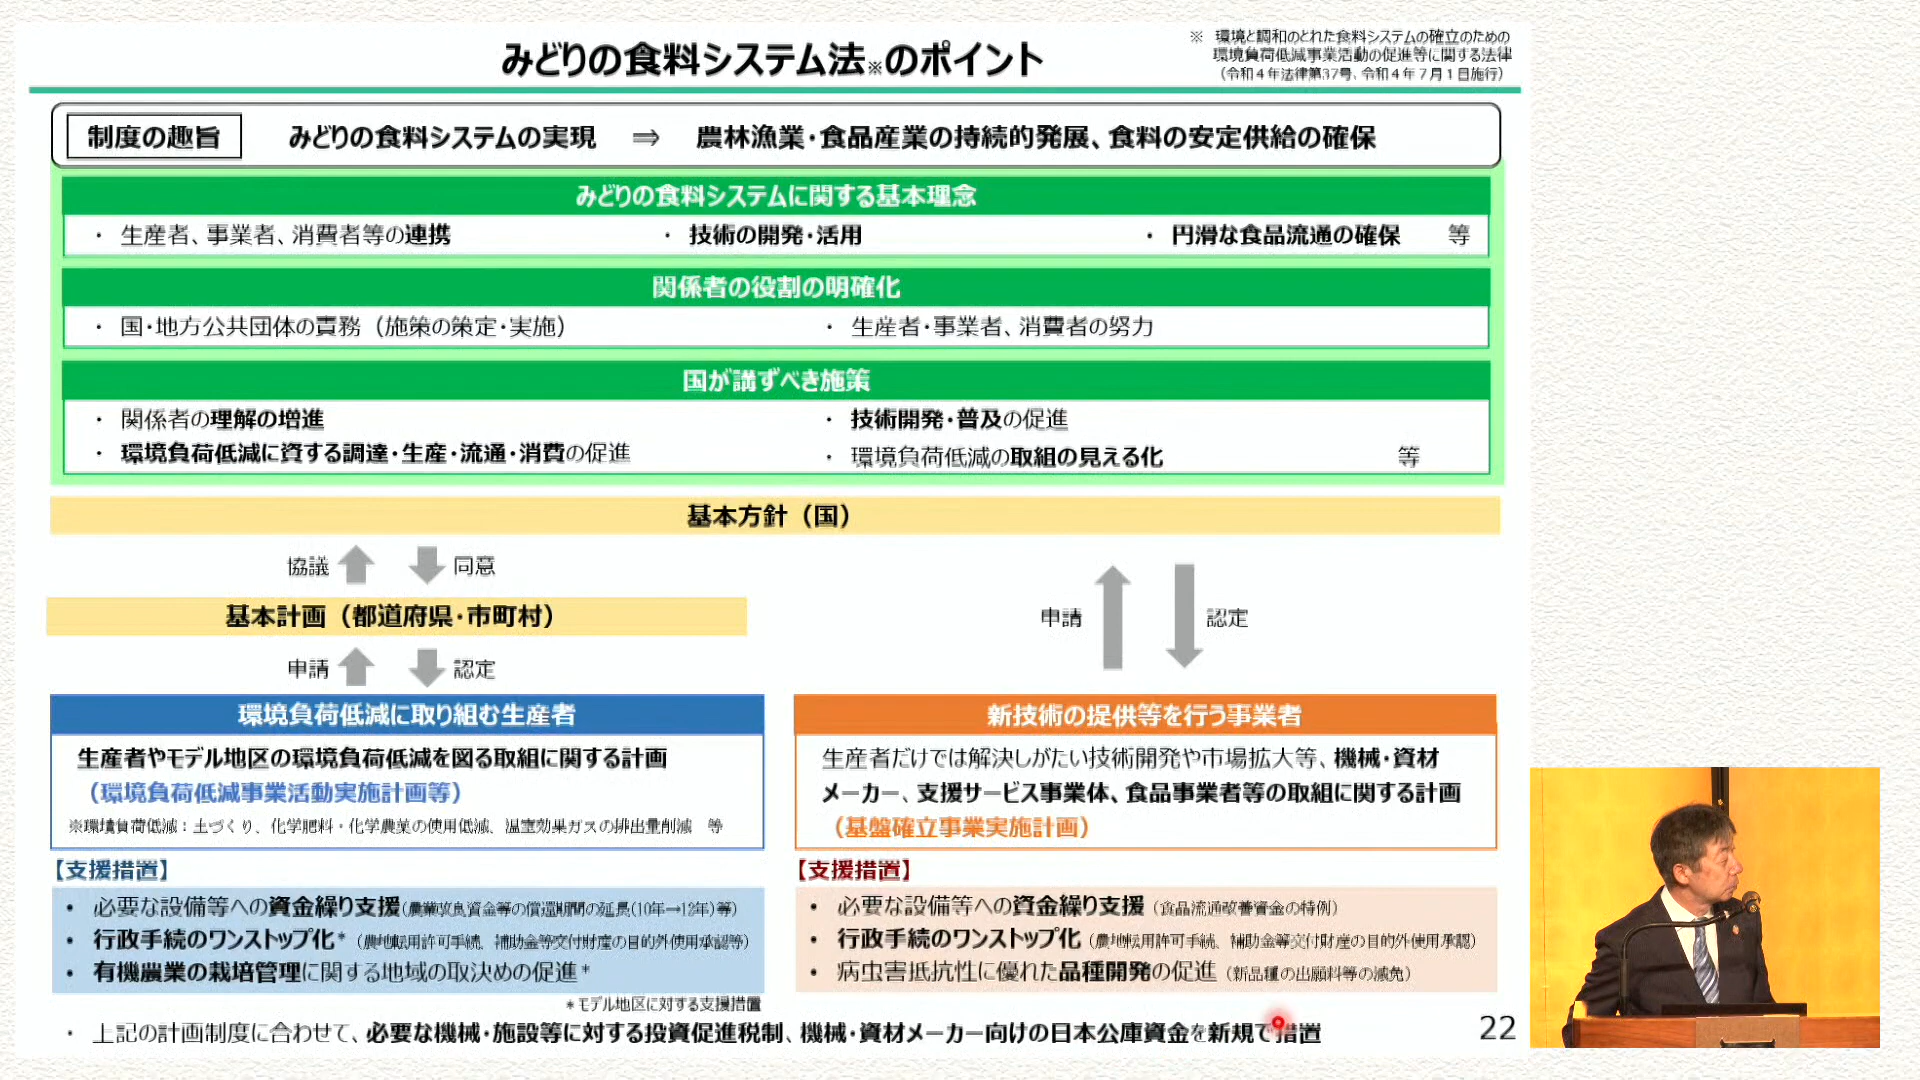 みどりの食料システム法※のポイント
※ 環境と調和のとれた食料システムの確立のための
環境負荷低減事業活動の促進等に関する法律
（令和４年法律第37号、令和４年７月１日施行）
制度の趣旨 みどりの食料システムの実現 ⇒ 農林漁業・食品産業の持続的発展、食料の安定供給の確保
みどりの食料システムに関する基本理念
・ 生産者、事業者、消費者等の連携 ・ 技術の開発・活用 ・ 円滑な食品流通の確保 等
関係者の役割の明確化
・ 国・地方公共団体の責務（施策の策定・実施） ・ 生産者・事業者、消費者の努力
国が講ずべき施策
・ 関係者の理解の増進 ・ 技術開発・普及の促進
・ 環境負荷低減に資する調達・生産・流通・消費の促進 ・ 環境負荷低減の取組の見える化 等
基本方針（国）
協議 同意
基本計画（都道府県・市町村）
申請 認定
申請 認定
環境負荷低減に取り組む生産者
生産者やモデル地区の環境負荷低減を図る取組に関する計画
（環境負荷低減事業活動実施計画等）
※環境負荷低減：土づくり、化学肥料・化学農薬の使用低減、温室効果ガスの排出量削減 等
【支援措置】
• 必要な設備等への資金繰り支援（農業改良資金等の償還期間の延長(10年→12年)等）
• 行政手続のワンストップ化*（農地転用許可手続、補助金等交付財産の目的外使用承認等）
• 有機農業の栽培管理に関する地域の取決めの促進*
*モデル地区に対する支援措置
新技術の提供等を行う事業者
生産者だけでは解決しがたい技術開発や市場拡大等、機械・資材
メーカー、支援サービス事業体、食品事業者等の取組に関する計画
（基盤確立事業実施計画）
【支援措置】
• 必要な設備等への資金繰り支援（食品流通改善資金の特例）
• 行政手続のワンストップ化（農地転用許可手続、補助金等交付財産の目的外使用承認）
• 病虫害抵抗性に優れた品種開発の促進（新品種の出願料等の減免）
・ 上記の計画制度に合わせて、必要な機械・施設等に対する投資促進税制、機械・資材メーカー向けの日本公庫資金を新規で措置
22